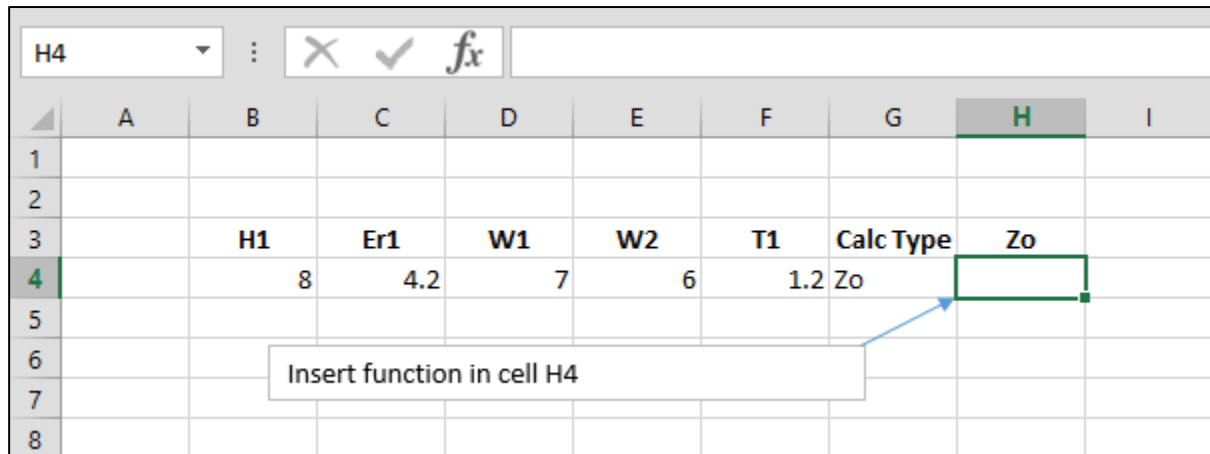 H4 fx
A B C D E F G H I
1
2
3 H1 Er1 W1 W2 T1 Calc Type Zo
4 8 4.2 7 6 1.2 Zo
5
6 Insert function in cell H4
7
8